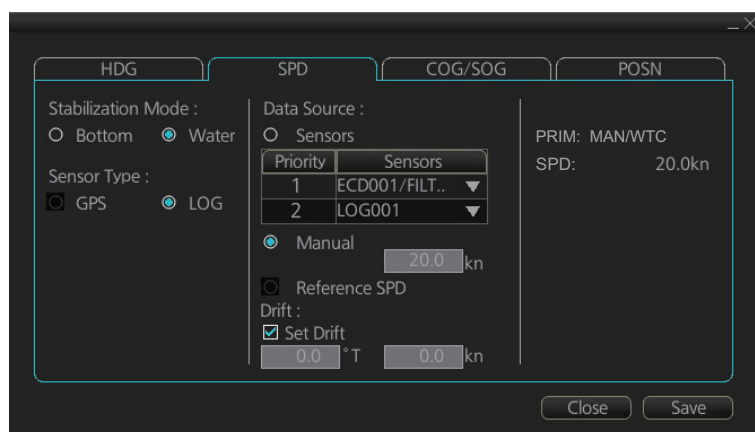 HDG SPD COG/SOG POSN
Stabilization Mode :
Bottom Water
Sensor Type :
GPS LOG
Data Source :
Sensors
Priority Sensors
1 ECD001/FILT..
2 LOG001
Manual
20.0 kn
Reference SPD
Drift :
Set Drift
0.0 °T 0.0 kn
PRIM: MAN/WTC
SPD: 20.0kn
Close Save